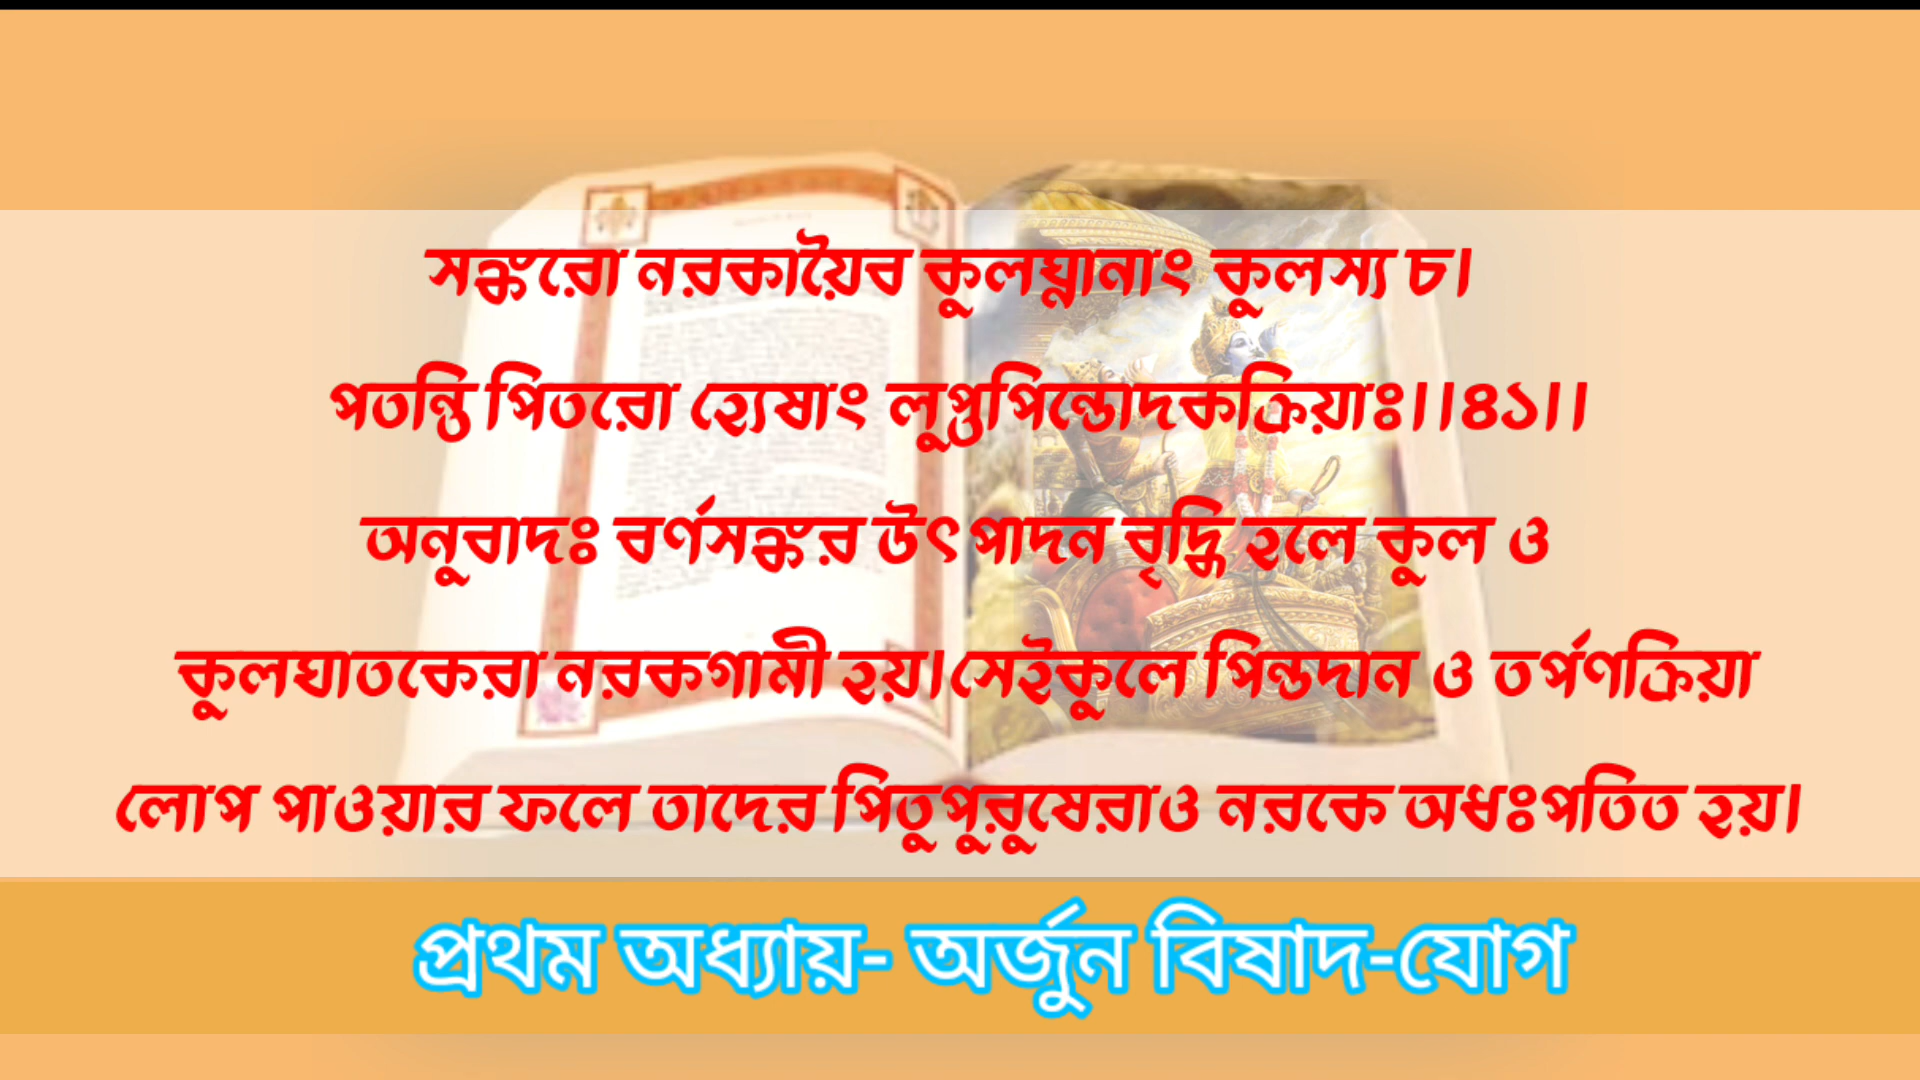 সঙ্করো নরকায়ৈব কুলঘ্নানাং কুলস্য চ।
পতন্তি পিতরো হ্যেষাং লুপ্তপিন্ডোদকক্রিয়াঃ।।৪১।।
অনুবাদঃ বর্ণসঙ্কর উৎপাদন বৃদ্ধি হলে কুল ও
কুলঘাতকেরা নরকগামী হয়।সেইকুলে পিন্ডদান ও তর্পণক্রিয়া
লোপ পাওয়ার ফলে তাদের পিতুপুরুষেরাও নরকে অধঃপতিত হয়।
প্রথম অধ্যায়- অর্জুন বিষাদ-যোগ